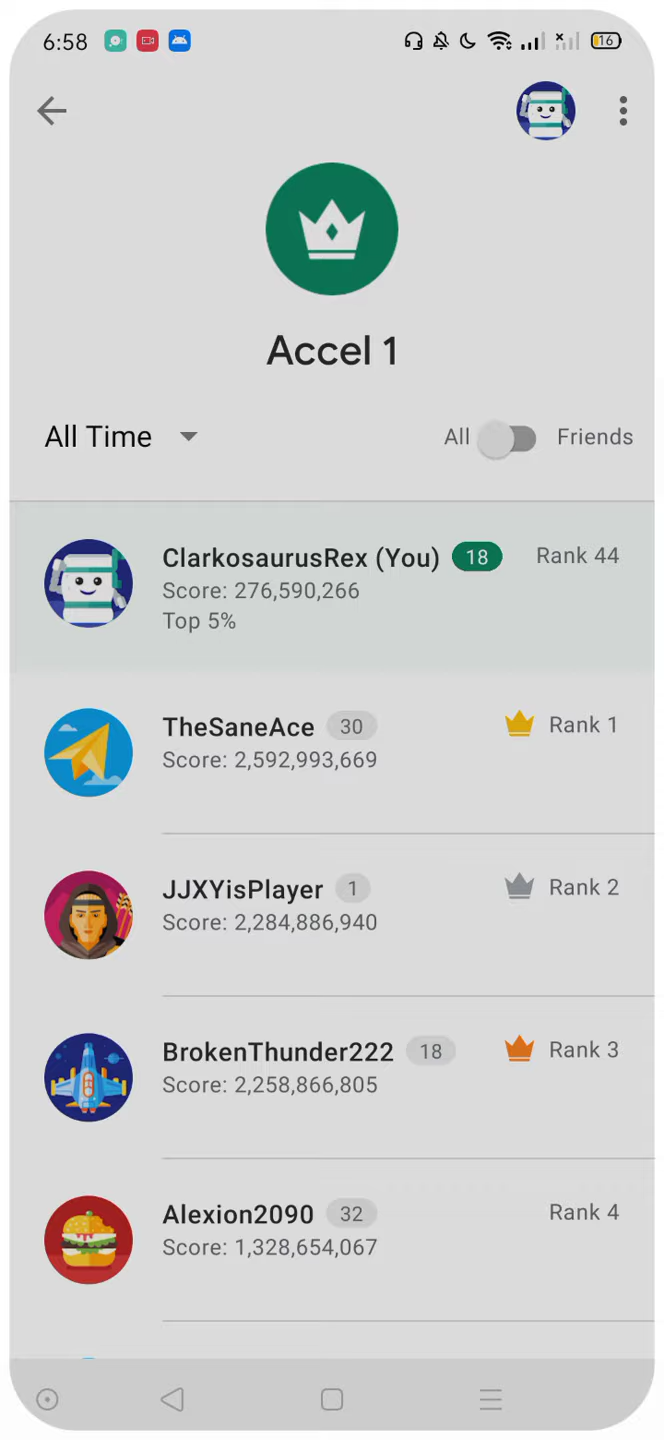 6:58
16
Accel 1
All Time
All Friends
ClarkosaurusRex (You) 18 Rank 44
Score: 276,590,266
Top 5%
TheSaneAce 30 Rank 1
Score: 2,592,993,669
JJXYisPlayer 1 Rank 2
Score: 2,284,886,940
BrokenThunder222 18 Rank 3
Score: 2,258,866,805
Alexion2090 32 Rank 4
Score: 1,328,654,067